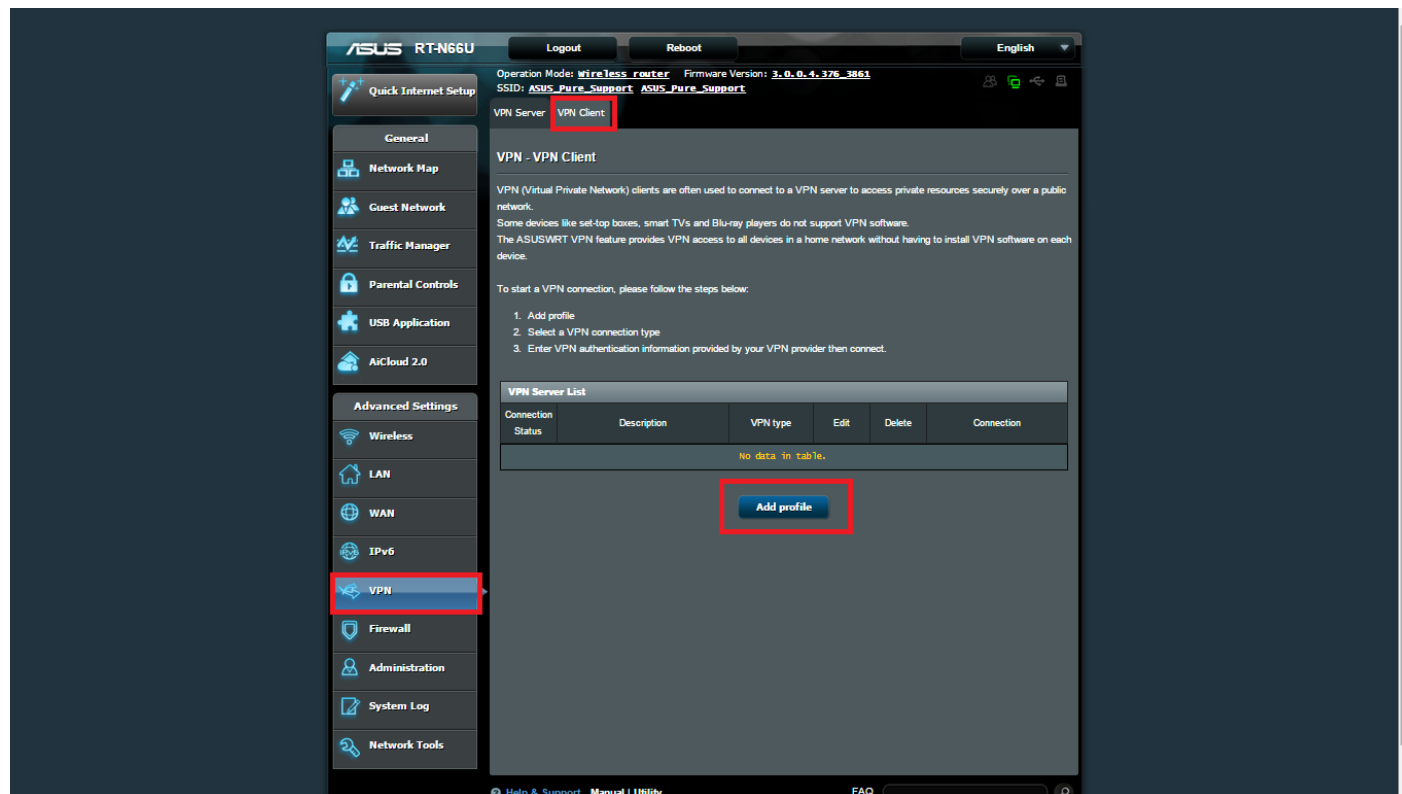 ASUS RT-N66U Logout Reboot English
Quick Internet Setup
Operation Mode: Wireless router Firmware Version: 3.0.0.4.376_3861
SSID: ASUS_Pure_Support ASUS_Pure_Support
VPN Server VPN Client
General
Network Map
Guest Network
Traffic Manager
Parental Controls
USB Application
AiCloud 2.0
Advanced Settings
Wireless
LAN
WAN
IPv6
VPN
Firewall
Administration
System Log
Network Tools
VPN - VPN Client
VPN (Virtual Private Network) clients are often used to connect to a VPN server to access private resources securely over a public
network.
Some devices like set-top boxes, smart TVs and Blu-ray players do not support VPN software.
The ASUSWRT VPN feature provides VPN access to all devices in a home network without having to install VPN software on each
device.
To start a VPN connection, please follow the steps below:
1. Add profile
2. Select a VPN connection type
3. Enter VPN authentication information provided by your VPN provider then connect.
VPN Server List
Connection Status Description VPN type Edit Delete Connection
No data in table.
Add profile
Help & Support Manual | Utility FAQ